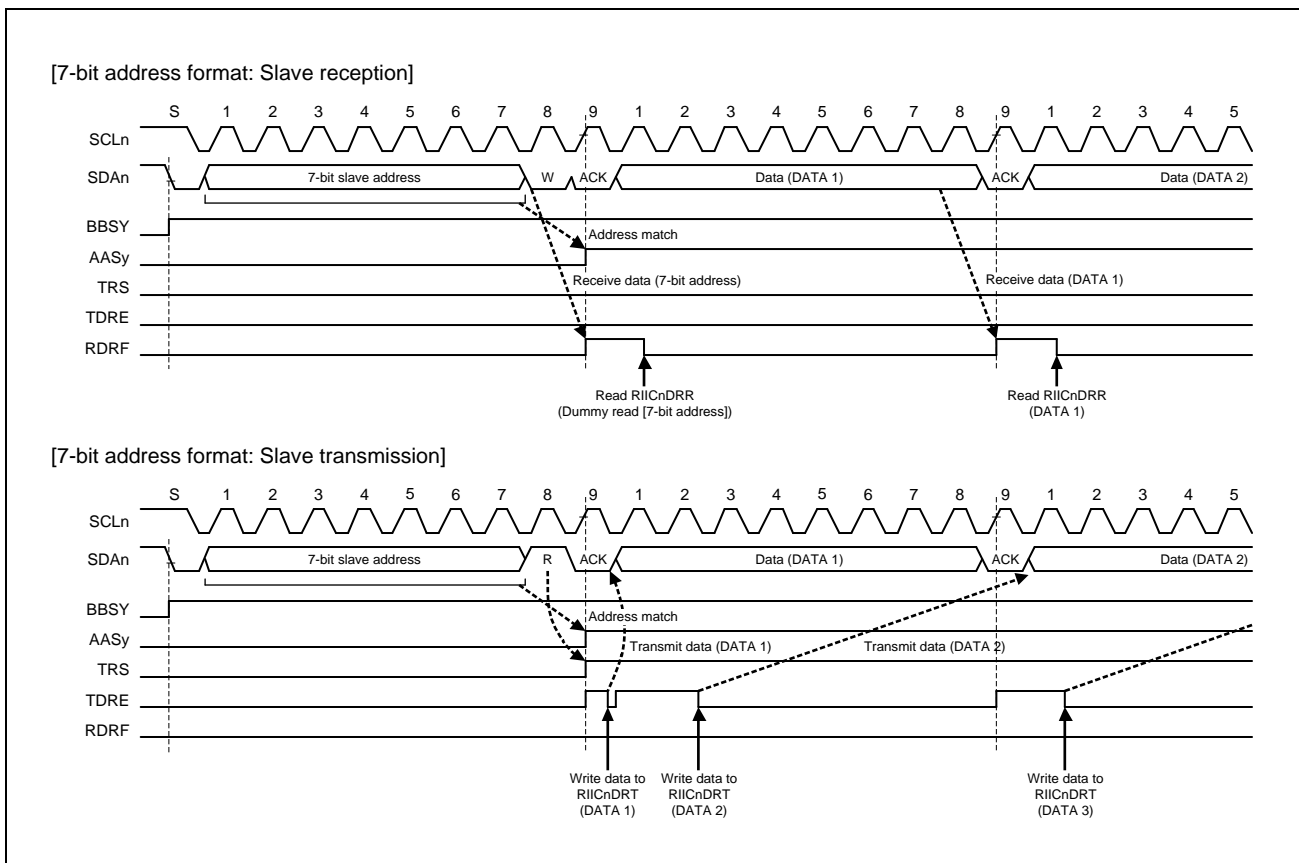 [7-bit address format: Slave reception]
S 1 2 3 4 5 6 7 8 9 1 2 3 4 5 6 7 8 9 1 2 3 4 5
SCLn
SDAn 7-bit slave address W ACK Data (DATA 1) ACK Data (DATA 2)
BBSY
Address match
AASy
Receive data (7-bit address) Receive data (DATA 1)
TRS
TDRE
RDRF
Read RIICnDRR Read RIICnDRR
(Dummy read [7-bit address]) (DATA 1)
[7-bit address format: Slave transmission]
S 1 2 3 4 5 6 7 8 9 1 2 3 4 5 6 7 8 9 1 2 3 4 5
SCLn
SDAn 7-bit slave address R ACK Data (DATA 1) ACK Data (DATA 2)
BBSY
Address match
AASy
Transmit data (DATA 1) Transmit data (DATA 2)
TRS
TDRE
RDRF
Write data to Write data to Write data to
RIICnDRT RIICnDRT RIICnDRT
(DATA 1) (DATA 2) (DATA 3)